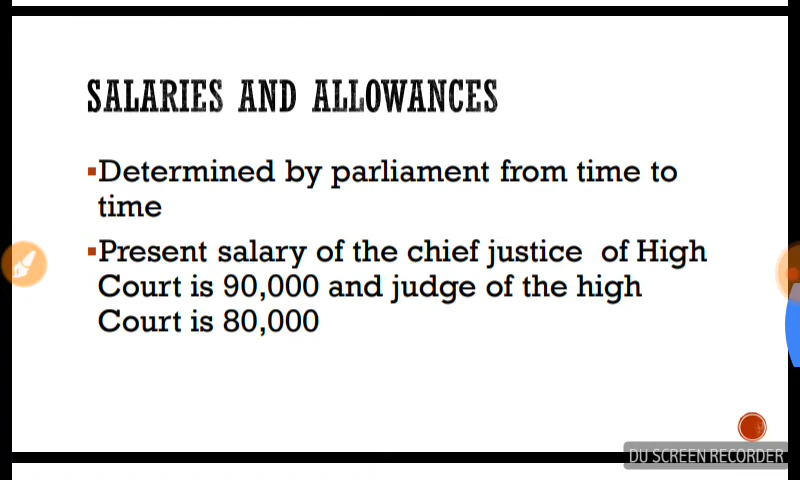 SALARIES AND ALLOWANCES
▪Determined by parliament from time to
time
▪Present salary of the chief justice of High
Court is 90,000 and judge of the high
Court is 80,000
DU SCREEN RECORDER